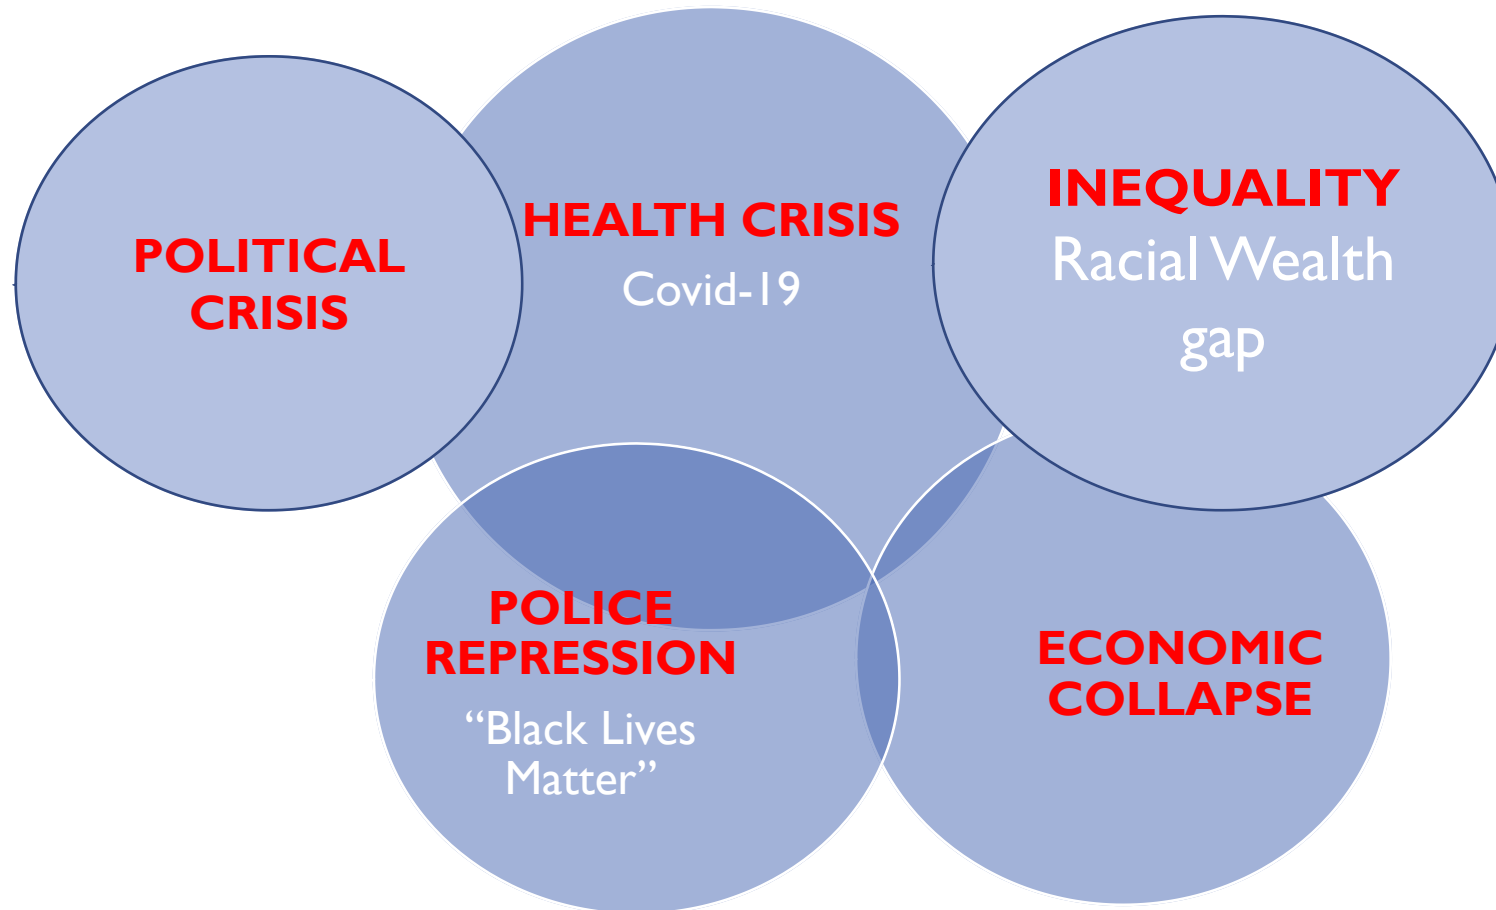 POLITICAL
CRISIS
HEALTH CRISIS
Covid-19
INEQUALITY
Racial Wealth
gap
POLICE
REPRESSION
“Black Lives
Matter”
ECONOMIC
COLLAPSE